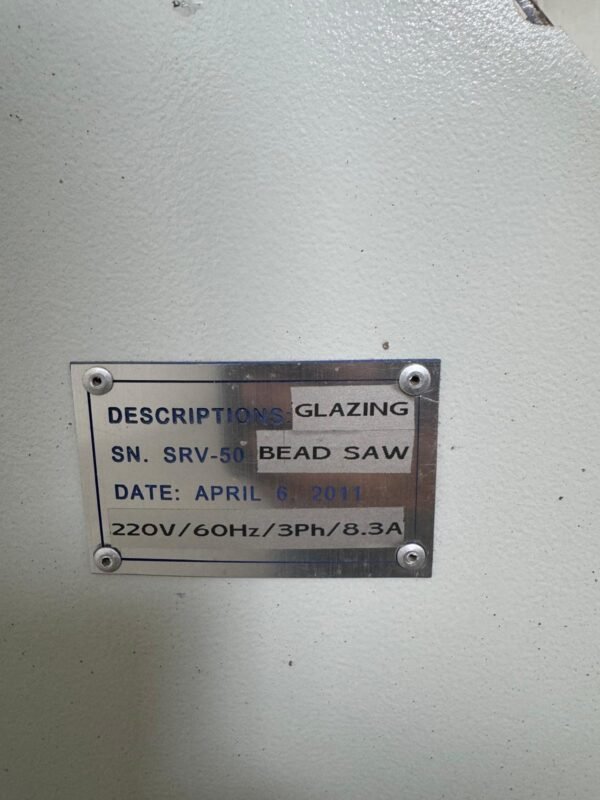 DESCRIPTIONS: GLAZING
SN. SRV-50 BEAD SAW
DATE: APRIL 6, 2011
220V/60Hz/3Ph/8.3A